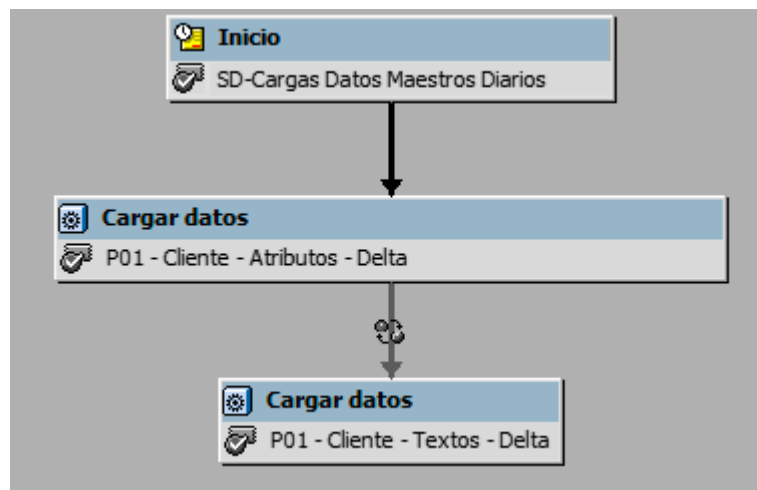 Inicio
SD-Cargas Datos Maestros Diarios
Cargar datos
P01 - Cliente - Atributos - Delta
Cargar datos
P01 - Cliente - Textos - Delta